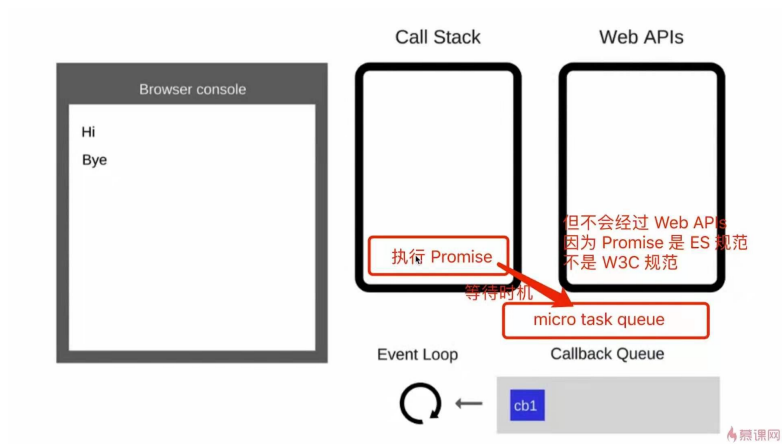 Call Stack
Web APIs
Browser console
Hi
Bye
但不会经过 Web APIs
因为 Promise 是 ES 规范
不是 W3C 规范
执行 Promise
等待时机
micro task queue
Event Loop
Callback Queue
cb1
慕课网